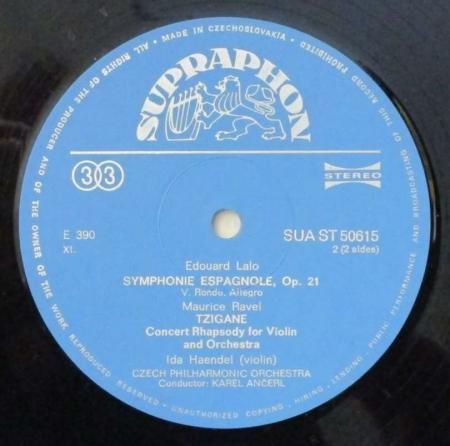 ALL RIGHTS OF THE PRODUCER AND OF THE OWNER OF THE WORK REPRODUCED RESERVED • UNAUTHORIZED COPYING - HIRING - LENDING - PUBLIC PERFORMANCE AND BROADCASTING OF THIS RECORD PROHIBITED • MADE IN CZECHOSLOVAKIA •
SUPRAPHON
33
STEREO
E 390
SUA ST 50615
XI.
2 (2 sides)
Edouard Lalo
SYMPHONIE ESPAGNOLE, Op. 21
V. Rondo. Allegro
Maurice Ravel
TZIGANE
Concert Rhapsody for Violin
and Orchestra
Ida Haendel (violin)
CZECH PHILHARMONIC ORCHESTRA
Conductor: KAREL ANČERL